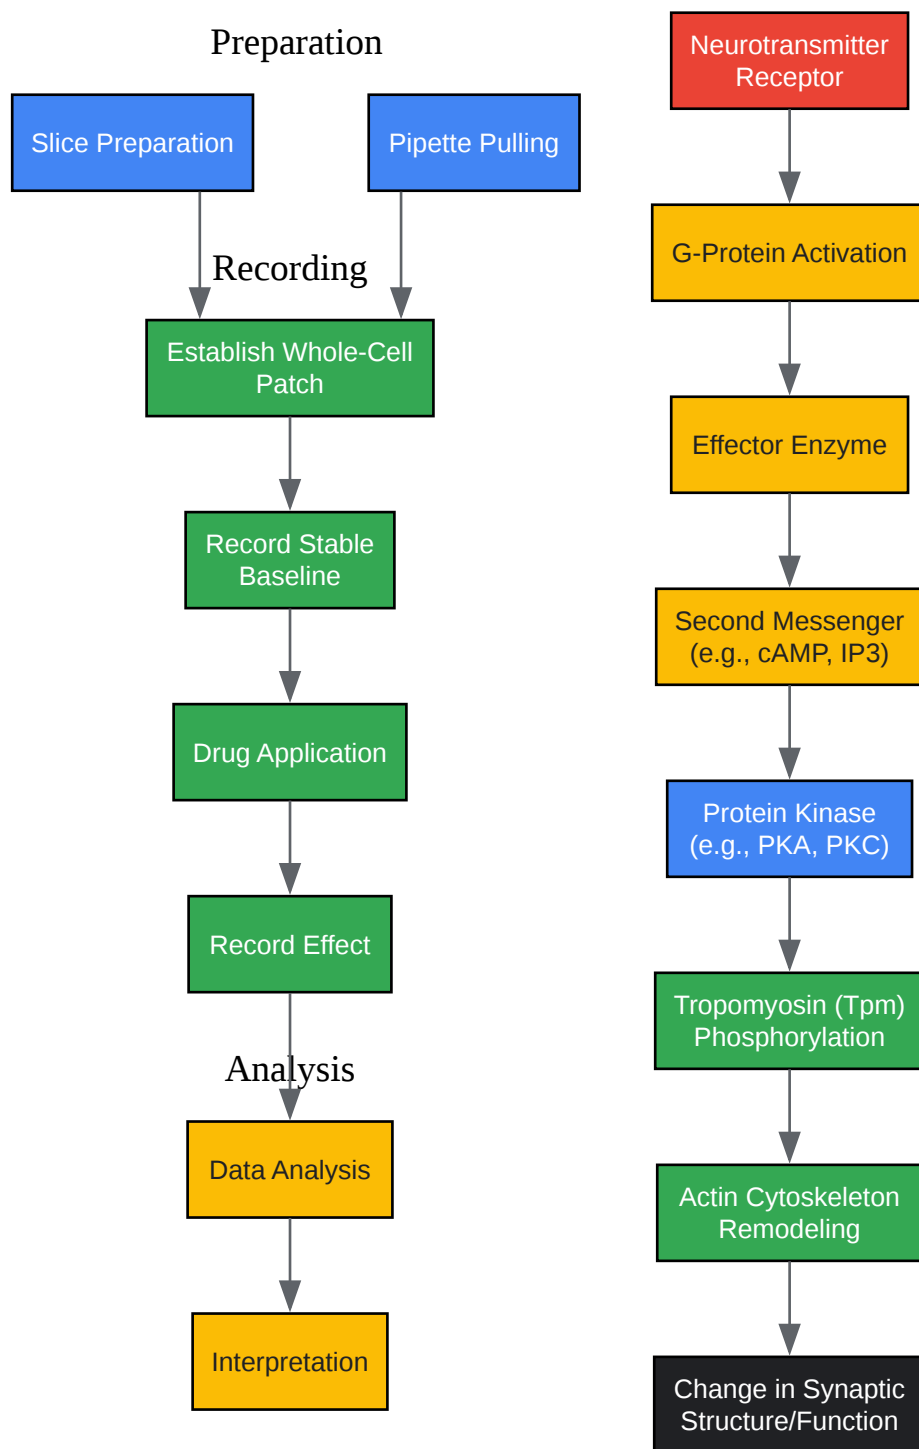 Preparation
Slice Preparation
Pipette Pulling
Recording
Establish Whole-Cell
Patch
Record Stable
Baseline
Drug Application
Record Effect
Analysis
Data Analysis
Interpretation
Neurotransmitter
Receptor
G-Protein Activation
Effector Enzyme
Second Messenger
(e.g., cAMP, IP3)
Protein Kinase
(e.g., PKA, PKC)
Tropomyosin (Tpm)
Phosphorylation
Actin Cytoskeleton
Remodeling
Change in Synaptic
Structure/Function